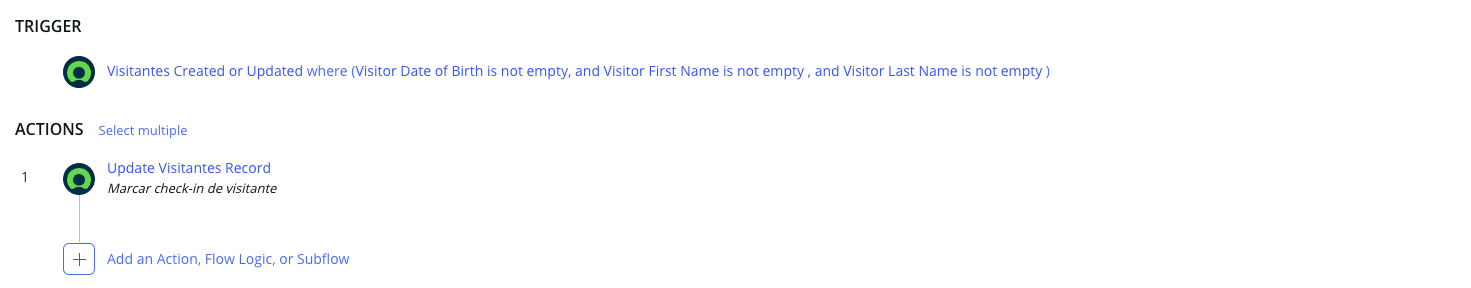 TRIGGER
Visitantes Created or Updated where (Visitor Date of Birth is not empty, and Visitor First Name is not empty , and Visitor Last Name is not empty )
ACTIONS Select multiple
1 Update Visitantes Record
Marcar check-in de visitante
Add an Action, Flow Logic, or Subflow